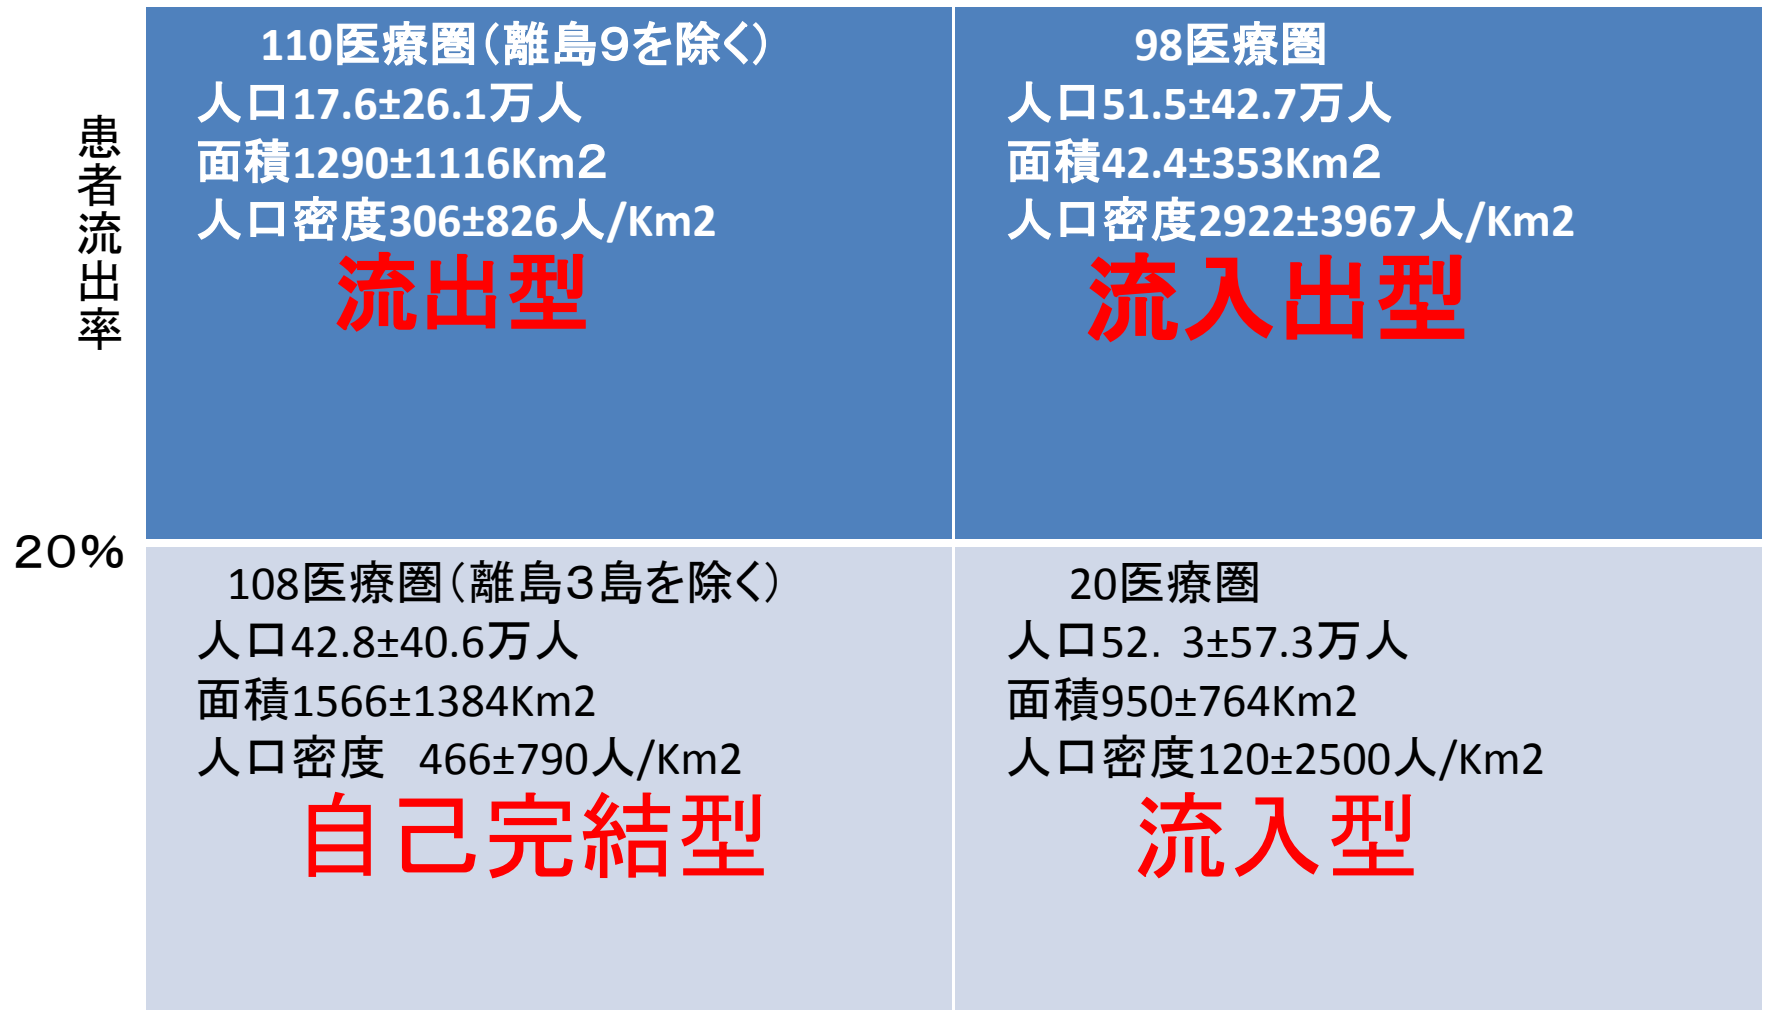 患者流出率
110医療圏（離島９を除く）
人口17.6±26.1万人
面積1290±1116Km２
人口密度306±826人/Km2
流出型
98医療圏
人口51.5±42.7万人
面積42.4±353Km２
人口密度2922±3967人/Km2
流入出型
２０％
108医療圏（離島３島を除く）
人口42.8±40.6万人
面積1566±1384Km2
人口密度　466±790人/Km2
自己完結型
20医療圏
人口52．3±57.3万人
面積950±764Km2
人口密度120±2500人/Km2
流入型